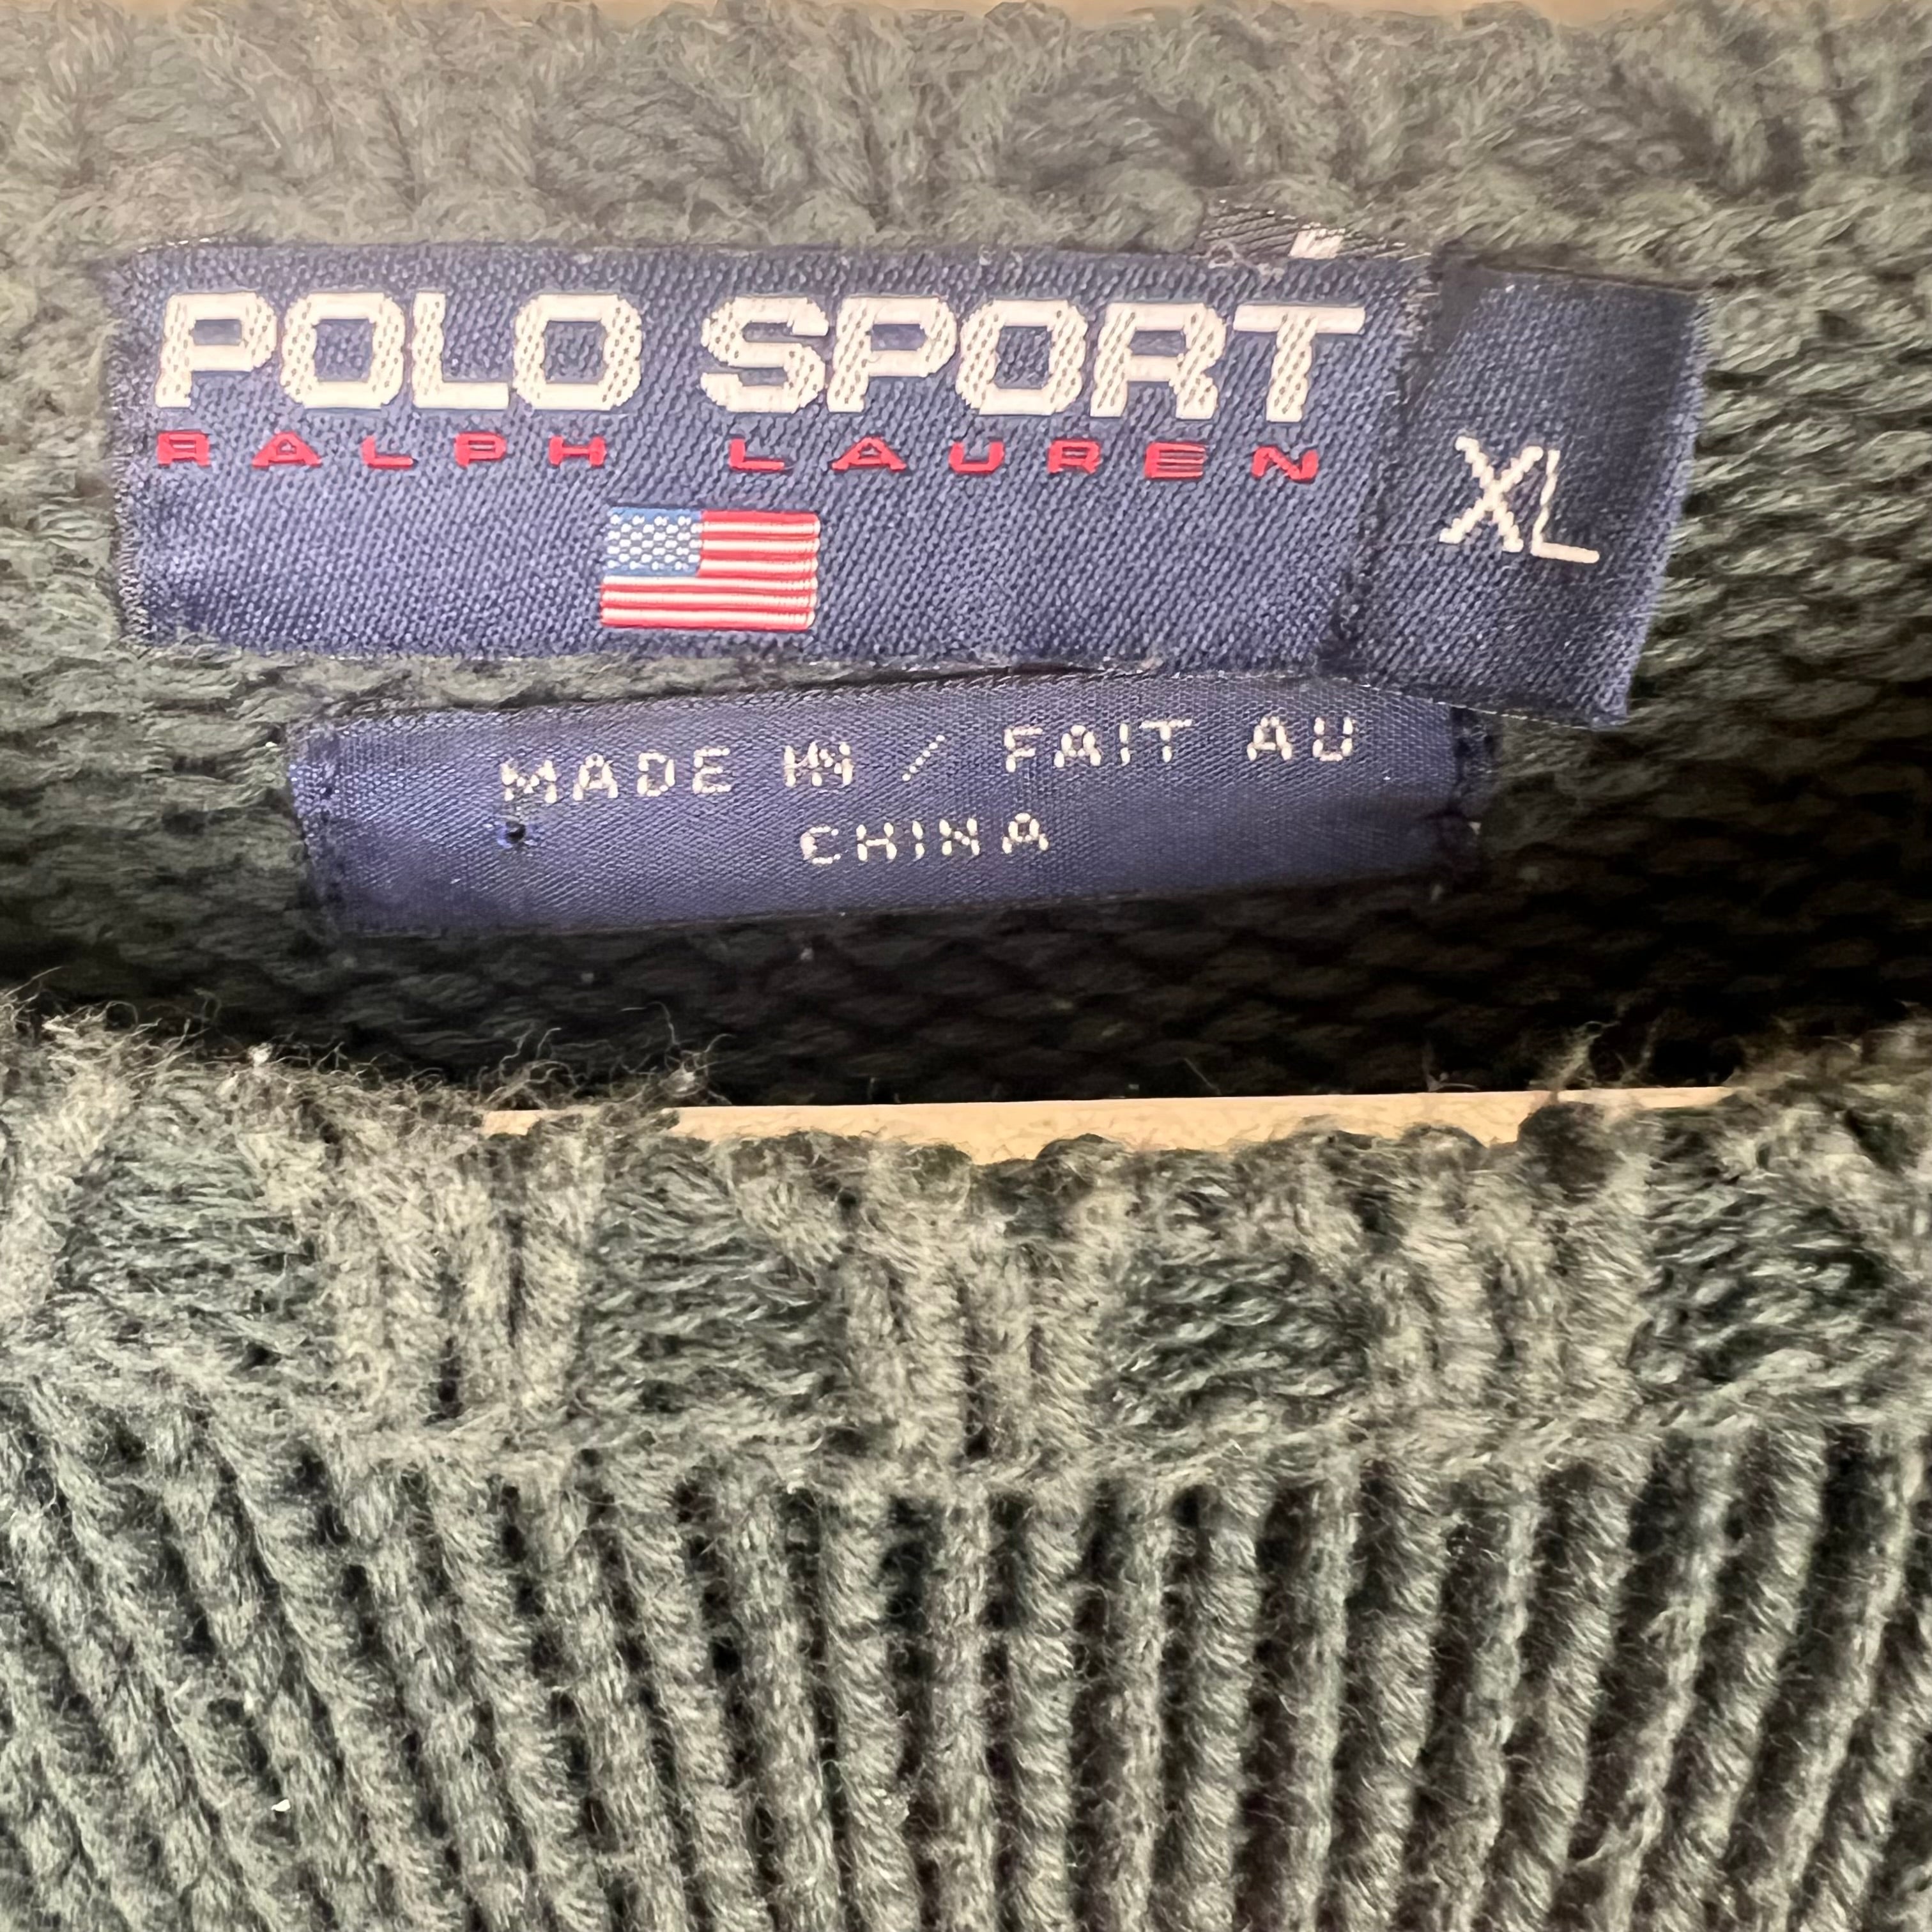 POLO SPORT
RALPH LAUREN
XL
MADE IN / FAIT AU
CHINA